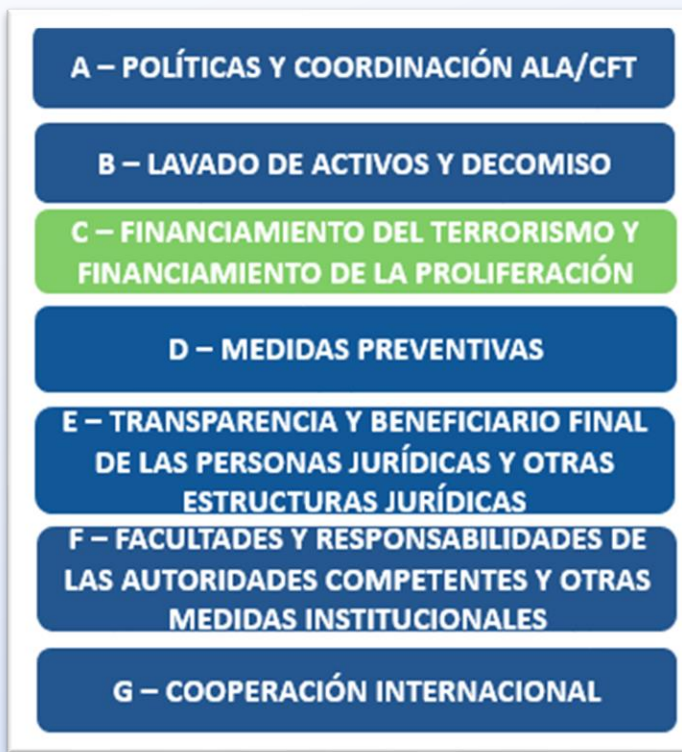 A – POLÍTICAS Y COORDINACIÓN ALA/CFT
B – LAVADO DE ACTIVOS Y DECOMISO
C – FINANCIAMIENTO DEL TERRORISMO Y
FINANCIAMIENTO DE LA PROLIFERACIÓN
D – MEDIDAS PREVENTIVAS
E – TRANSPARENCIA Y BENEFICIARIO FINAL
DE LAS PERSONAS JURÍDICAS Y OTRAS
ESTRUCTURAS JURÍDICAS
F – FACULTADES Y RESPONSABILIDADES DE
LAS AUTORIDADES COMPETENTES Y OTRAS
MEDIDAS INSTITUCIONALES
G – COOPERACIÓN INTERNACIONAL